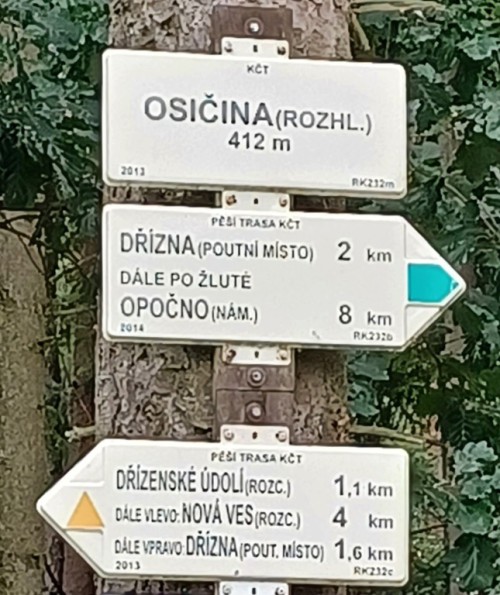 KČT
OSIČINA (ROZHL.)
412 m
2013 RK232m
PĚŠÍ TRASA KČT
DŘÍZNA (POUTNÍ MÍSTO) 2 km
DÁLE PO ŽLUTÉ
OPOČNO (NÁM.) 8 km
2014 RK232b
PĚŠÍ TRASA KČT
DŘÍZENSKÉ ÚDOLÍ (ROZC.) 1,1 km
DÁLE VLEVO: NOVÁ VES (ROZC.) 4 km
DÁLE VPRAVO: DŘÍZNA (POUT. MÍSTO) 1,6 km
2013 RK232c